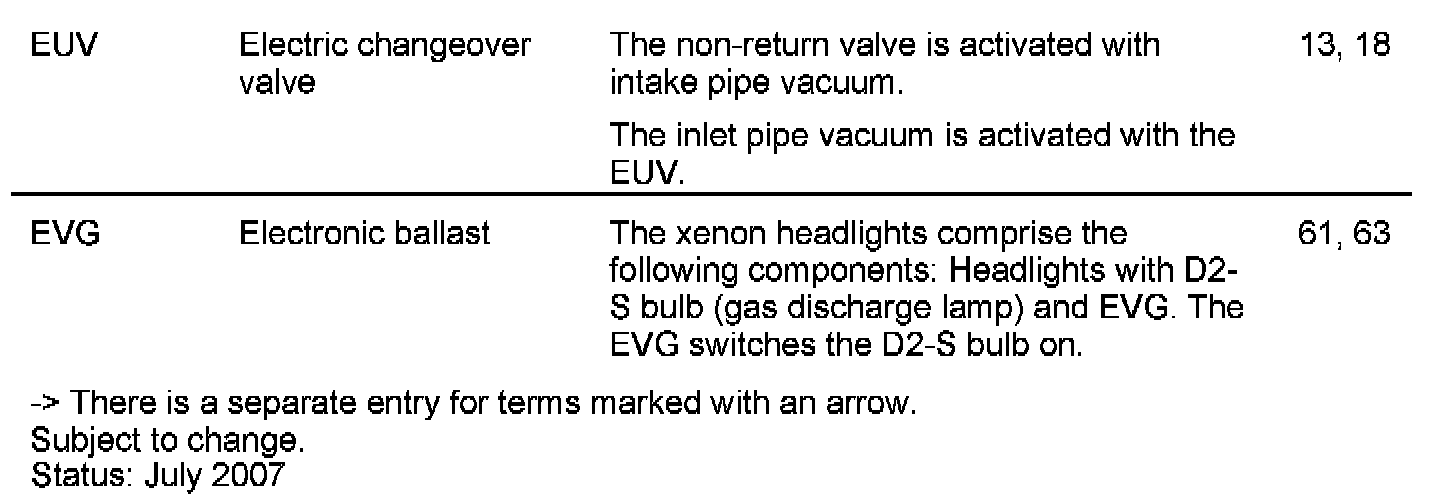 EUV Electric changeover The non-return valve is activated with 13, 18
valve intake pipe vacuum.
The inlet pipe vacuum is activated with the
EUV.
EVG Electronic ballast The xenon headlights comprise the 61, 63
following components: Headlights with D2-
S bulb (gas discharge lamp) and EVG. The
EVG switches the D2-S bulb on.
-> There is a separate entry for terms marked with an arrow.
Subject to change.
Status: July 2007